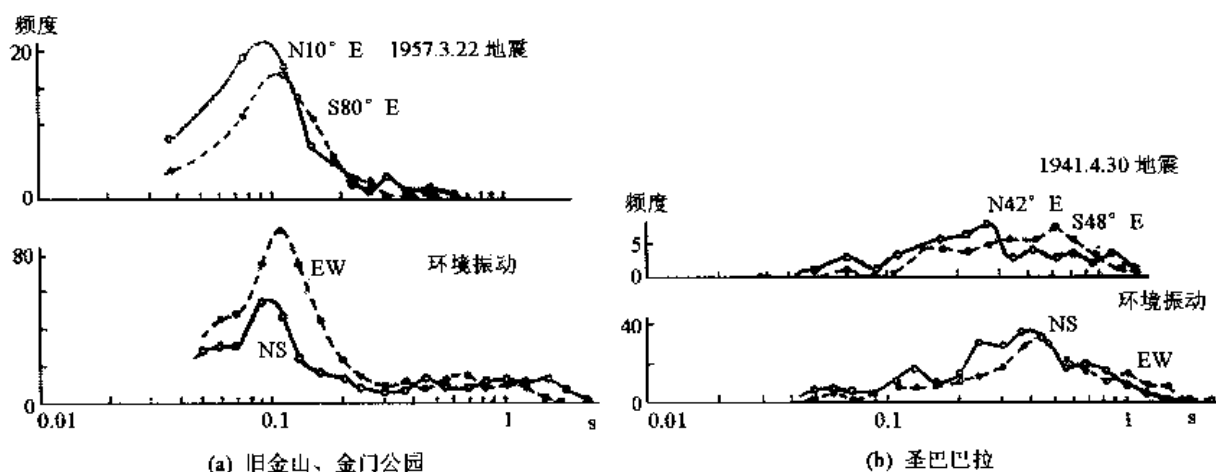 频度
20
N10° E 1957.3.22 地震
S80° E
0
80
EW
环境振动
NS
0
0.01 0.1 1 s
(a) 旧金山、金门公园
1941.4.30 地震
频度
N42° E
S48° E
5
0
环境振动
40
NS
EW
0
0.01 0.1 1 s
(b) 圣巴巴拉